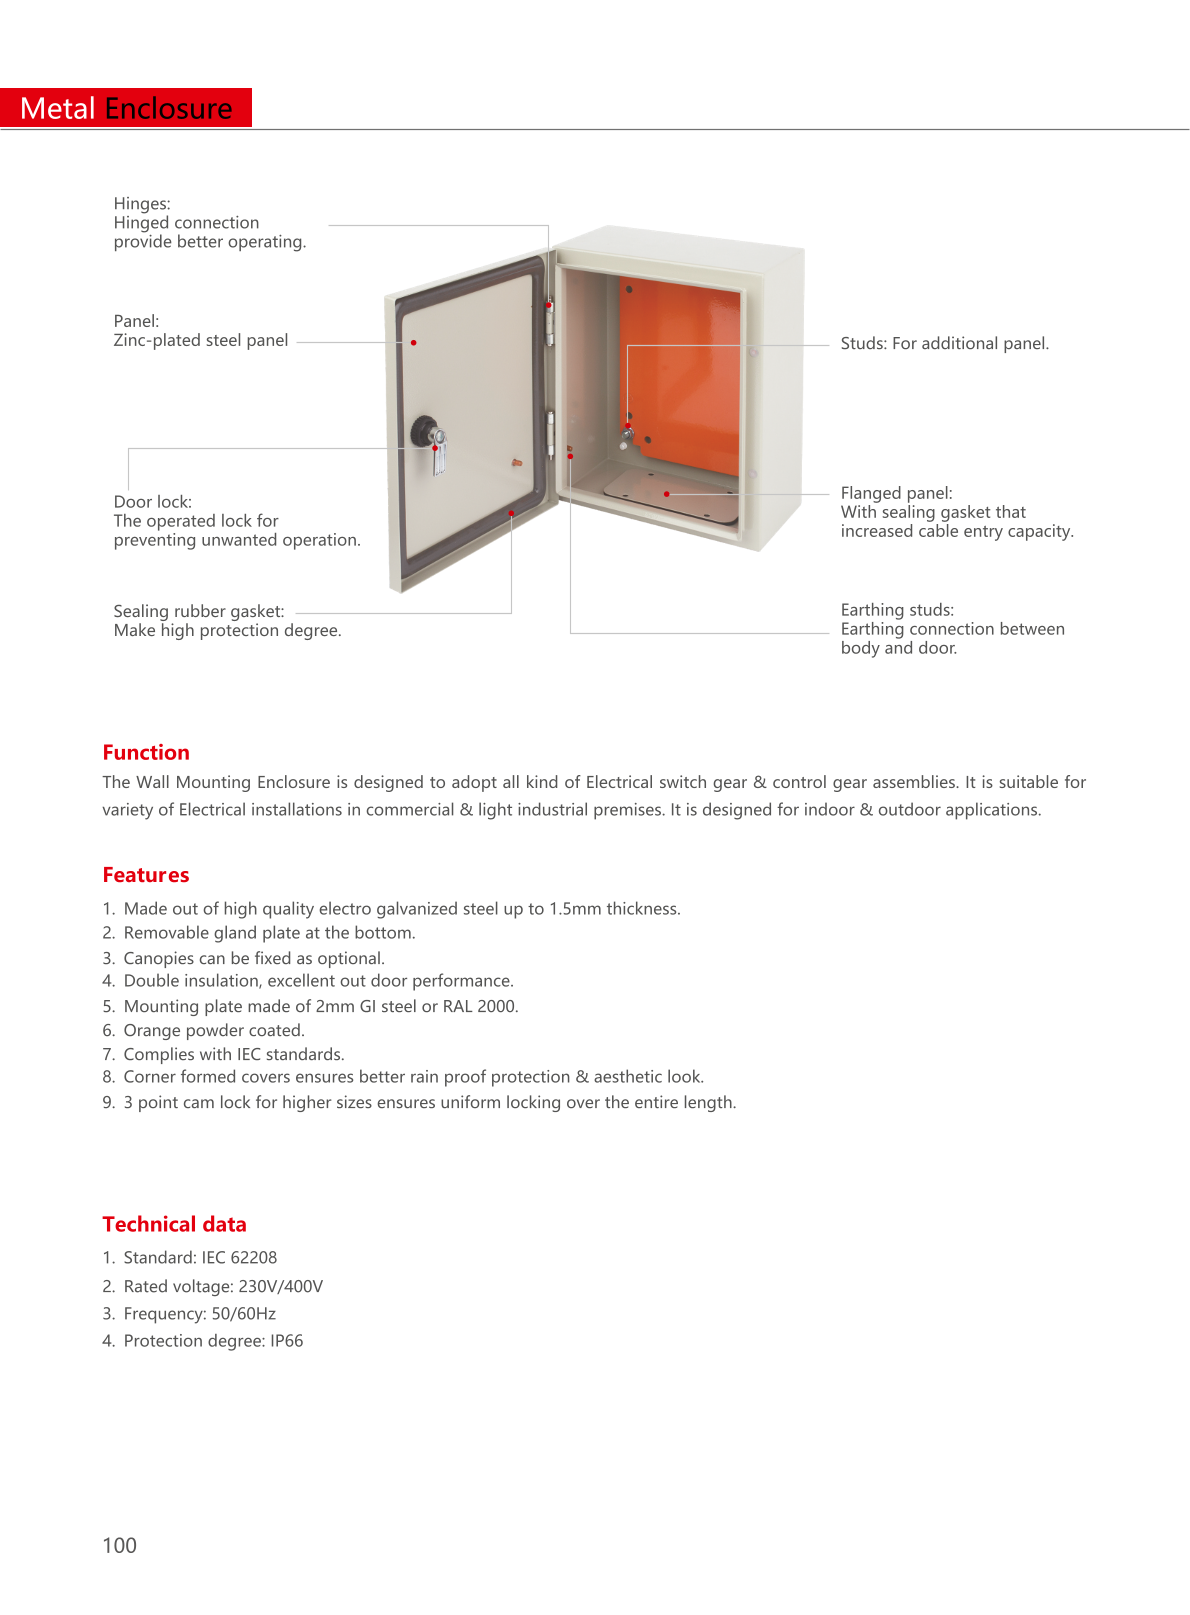 Metal Enclosure
Hinges:
Hinged connection
provide better operating.
Panel:
Zinc-plated steel panel
Door lock:
The operated lock for
preventing unwanted operation.
Sealing rubber gasket:
Make high protection degree.
Studs: For additional panel.
Flanged panel:
With sealing gasket that
increased cable entry capacity.
Earthing studs:
Earthing connection between
body and door.
Function
The Wall Mounting Enclosure is designed to adopt all kind of Electrical switch gear & control gear assemblies. It is suitable for
variety of Electrical installations in commercial & light industrial premises. It is designed for indoor & outdoor applications.
Features
1. Made out of high quality electro galvanized steel up to 1.5mm thickness.
2. Removable gland plate at the bottom.
3. Canopies can be fixed as optional.
4. Double insulation, excellent out door performance.
5. Mounting plate made of 2mm GI steel or RAL 2000.
6. Orange powder coated.
7. Complies with IEC standards.
8. Corner formed covers ensures better rain proof protection & aesthetic look.
9. 3 point cam lock for higher sizes ensures uniform locking over the entire length.
Technical data
1. Standard: IEC 62208
2. Rated voltage: 230V/400V
3. Frequency: 50/60Hz
4. Protection degree: IP66
100